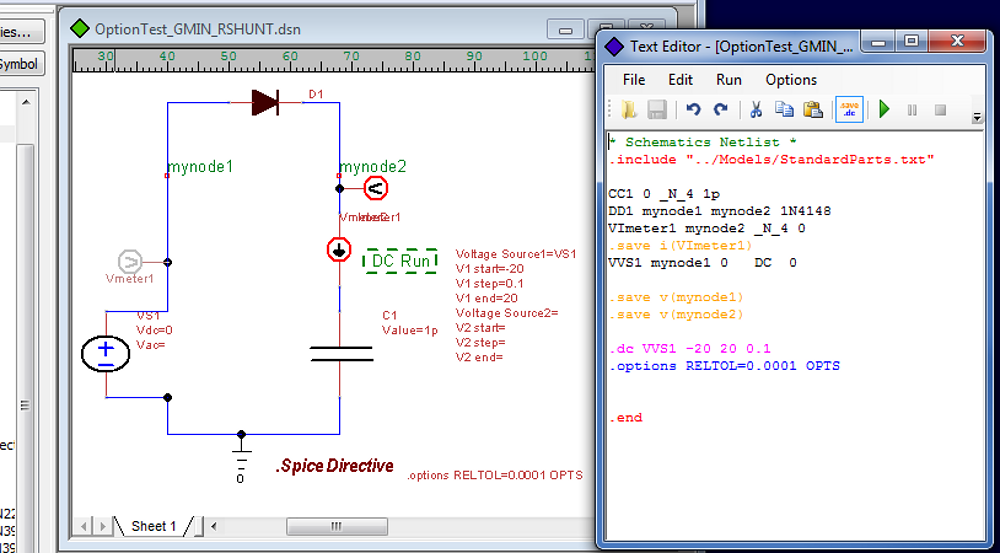 ies...
Symbol
ect
N22
N39
N39
OptionTest_GMIN_RSHUNT.dsn
30 40 50 60 70 80 90 100 110
D1
mynode1
mynode2
Vmeter1
DC Run
Voltage Source1=VS1
V1 start=-20
V1 step=0.1
V1 end=20
Voltage Source2=
V2 start=
V2 step=
V2 end=
VS1
Vdc=0
Vac=
C1
Value=1p
0
.Spice Directive
.options RELTOL=0.0001 OPTS
Sheet 1
Text Editor - [OptionTest_GMIN_...
File Edit Run Options
.save
.dc
* Schematics Netlist *
.include "../Models/StandardParts.txt"
CC1 0 _N_4 1p
DD1 mynode1 mynode2 1N4148
VImeter1 mynode2 _N_4 0
.save i(VImeter1)
VVS1 mynode1 0 DC 0
.save v(mynode1)
.save v(mynode2)
.dc VVS1 -20 20 0.1
.options RELTOL=0.0001 OPTS
.end